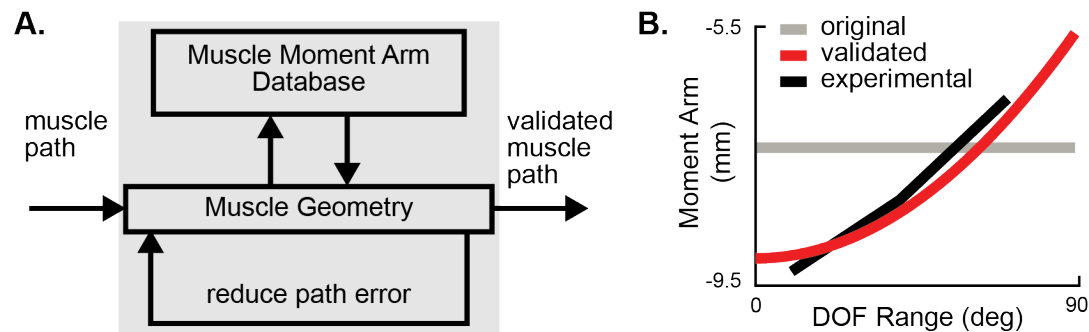 A.
Muscle Moment Arm
Database
muscle
path
validated
muscle
path
Muscle Geometry
reduce path error
B.
-5.5
original
validated
experimental
Moment Arm
(mm)
-9.5
0
90
DOF Range (deg)